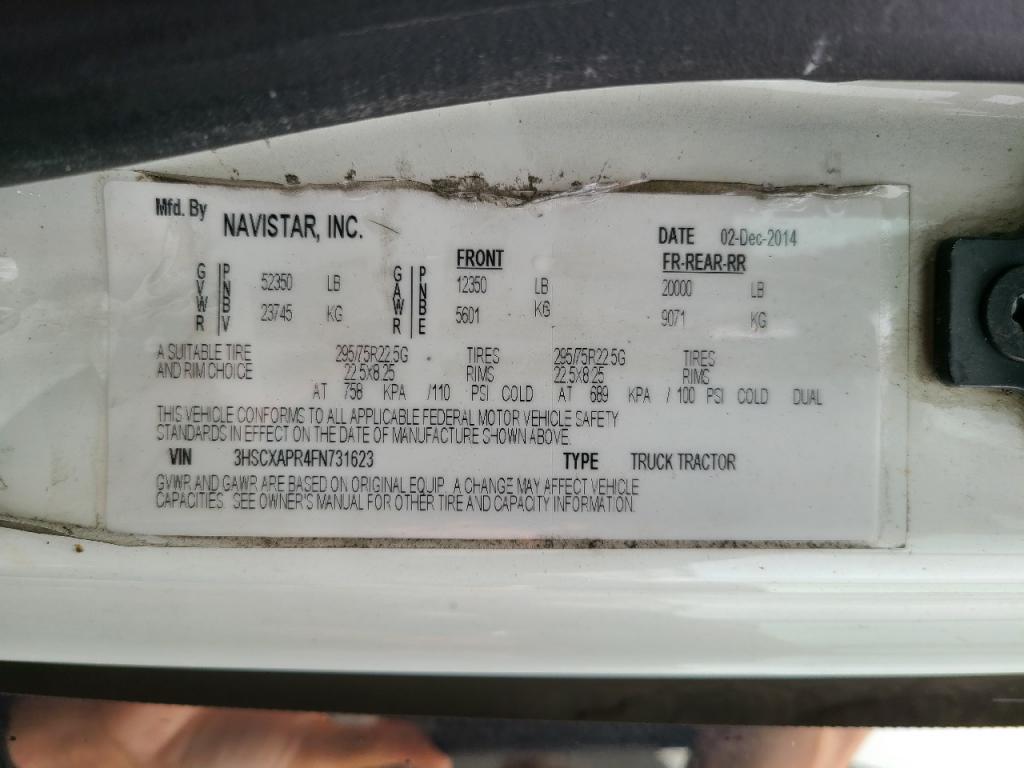 Mfd. By NAVISTAR, INC. DATE 02-Dec-2014
FRONT FR-REAR-RR
GVWR PNBV 52350 LB GAWR PNBE 12350 LB 20000 LB
23745 KG 5601 KG 9071 KG
A SUITABLE TIRE 295/75R22.5G TIRES 295/75R22.5G TIRES
AND RIM CHOICE 22.5x8.25 RIMS 22.5x8.25 RIMS
AT 758 KPA /110 PSI COLD AT 689 KPA / 100 PSI COLD DUAL
THIS VEHICLE CONFORMS TO ALL APPLICABLE FEDERAL MOTOR VEHICLE SAFETY
STANDARDS IN EFFECT ON THE DATE OF MANUFACTURE SHOWN ABOVE.
VIN 3HSCXAPR4FN731623 TYPE TRUCK TRACTOR
GVWR AND GAWR ARE BASED ON ORIGINAL EQUIP. A CHANGE MAY AFFECT VEHICLE
CAPACITIES. SEE OWNER'S MANUAL FOR OTHER TIRE AND CAPACITY INFORMATION.